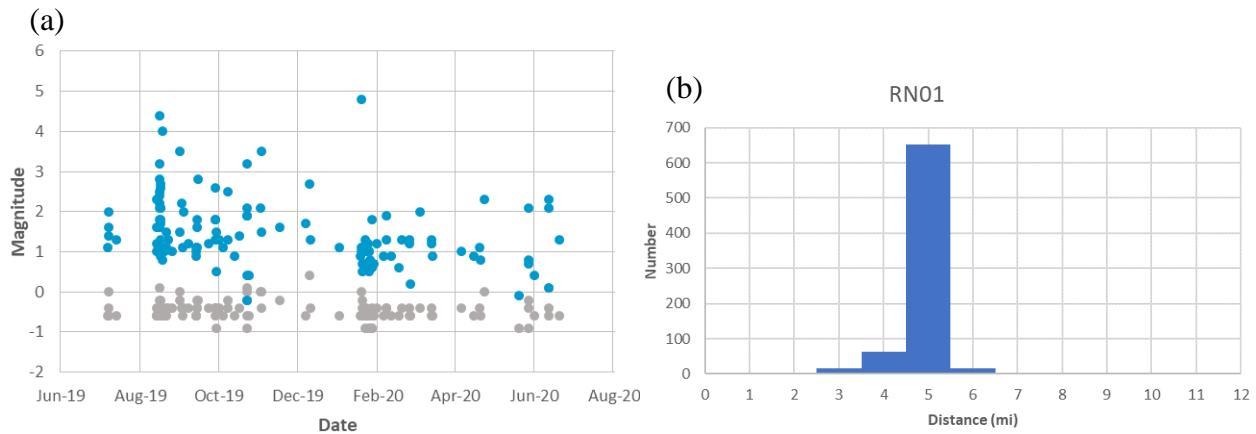 (a)
6
5
4
3
2
1
0
-1
-2
Magnitude
Jun-19 Aug-19 Oct-19 Dec-19 Feb-20 Apr-20 Jun-20 Aug-20
Date
(b)
RN01
700
600
500
400
300
200
100
0
Number
0 1 2 3 4 5 6 7 8 9 10 11 12
Distance (mi)